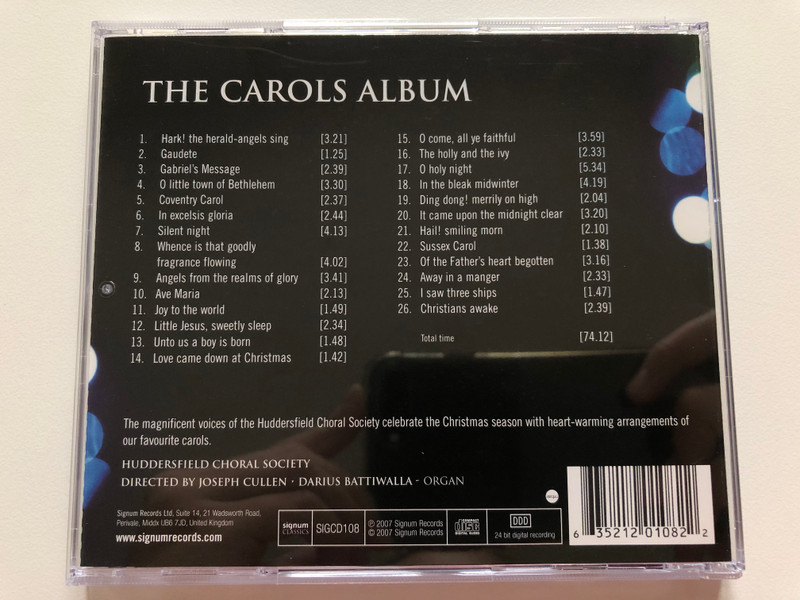 THE CAROLS ALBUM
1. Hark! the herald-angels sing [3.21]
2. Gaudete [1.25]
3. Gabriel's Message [2.39]
4. O little town of Bethlehem [3.30]
5. Coventry Carol [2.37]
6. In excelsis gloria [2.44]
7. Silent night [4.13]
8. Whence is that goodly
fragrance flowing [4.02]
9. Angels from the realms of glory [3.41]
10. Ave Maria [2.13]
11. Joy to the world [1.49]
12. Little Jesus, sweetly sleep [2.34]
13. Unto us a boy is born [1.48]
14. Love came down at Christmas [1.42]
15. O come, all ye faithful [3.59]
16. The holly and the ivy [2.33]
17. O holy night [5.34]
18. In the bleak midwinter [4.19]
19. Ding dong! merrily on high [2.04]
20. It came upon the midnight clear [3.20]
21. Hail! smiling morn [2.10]
22. Sussex Carol [1.38]
23. Of the Father's heart begotten [3.16]
24. Away in a manger [2.33]
25. I saw three ships [1.47]
26. Christians awake [2.39]
Total time [74.12]
The magnificent voices of the Huddersfield Choral Society celebrate the Christmas season with heart-warming arrangements of
our favourite carols.
HUDDERSFIELD CHORAL SOCIETY
DIRECTED BY JOSEPH CULLEN · DARIUS BATTIWALLA - ORGAN
Signum Records Ltd, Suite 14, 21 Wadsworth Road,
Perivale, Middx UB6 7JD, United Kingdom
www.signumrecords.com
signum
CLASSICS
SIGCD108
℗ 2007 Signum Records
© 2007 Signum Records
COMPACT
disc
DIGITAL AUDIO
DDD
24 bit digital recording
6 35212 01082 2